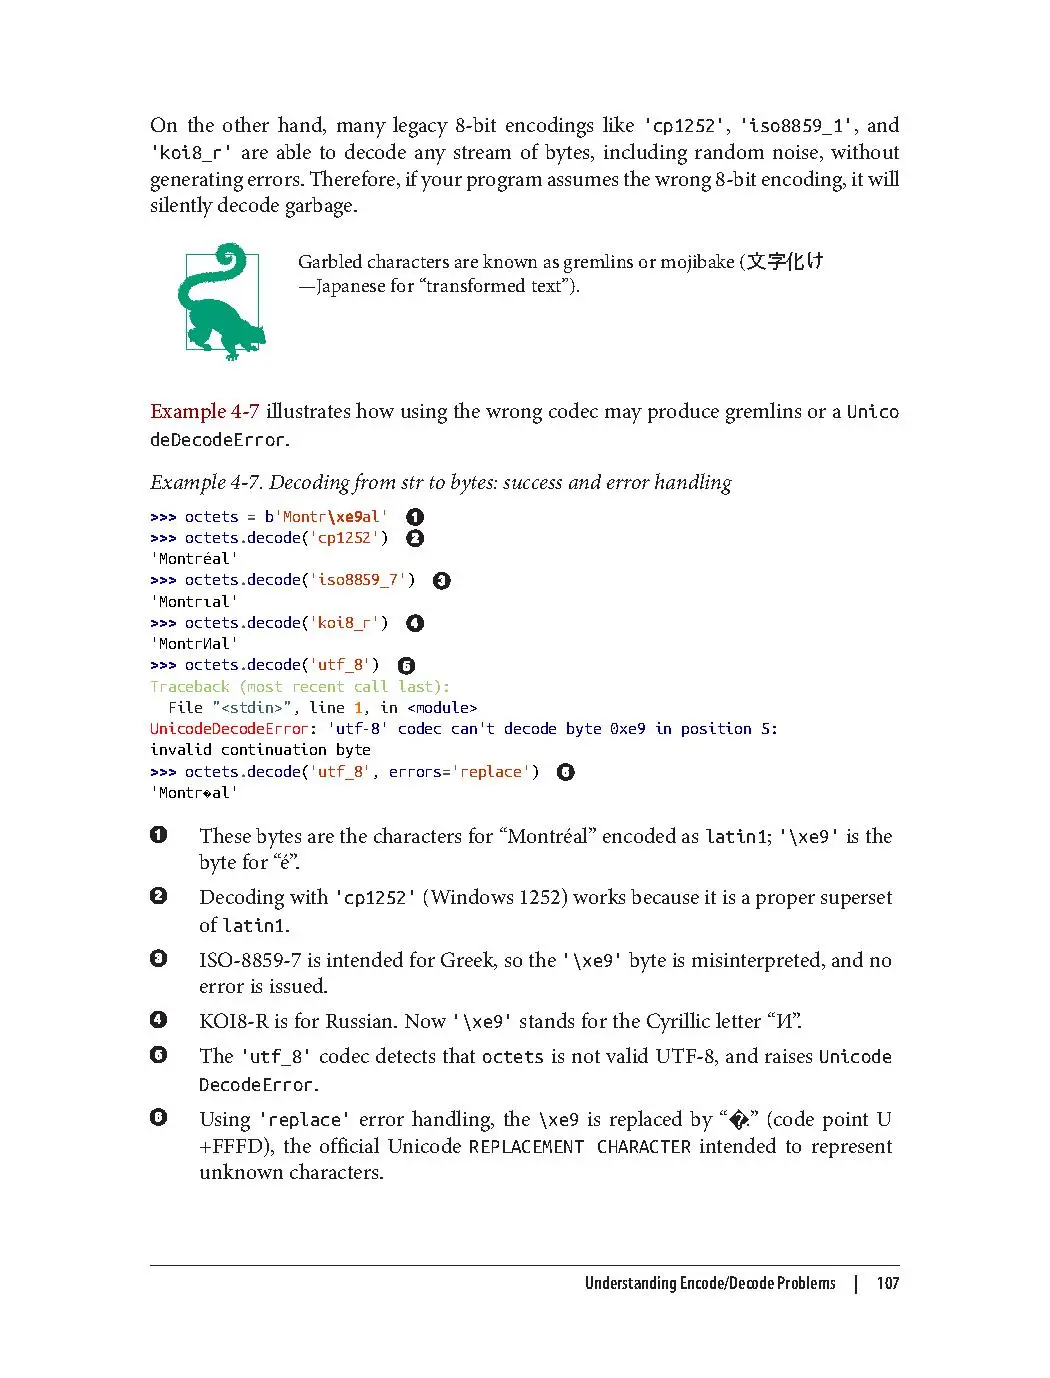 On the other hand, many legacy 8-bit encodings like 'cp1252', 'iso8859_1', and
'koi8_r' are able to decode any stream of bytes, including random noise, without
generating errors. Therefore, if your program assumes the wrong 8-bit encoding, it will
silently decode garbage.
Garbled characters are known as gremlins or mojibake (文字化け
—Japanese for “transformed text”).
Example 4-7 illustrates how using the wrong codec may produce gremlins or a Unico
deDecodeError.
Example 4-7. Decoding from str to bytes: success and error handling
>>> octets = b'Montr\xe9al' ❶
>>> octets.decode('cp1252') ❷
'Montréal'
>>> octets.decode('iso8859_7') ❸
'Montrιal'
>>> octets.decode('koi8_r') ❹
'MontrИal'
>>> octets.decode('utf_8') ❺
Traceback (most recent call last):
  File "<stdin>", line 1, in <module>
UnicodeDecodeError: 'utf-8' codec can't decode byte 0xe9 in position 5:
invalid continuation byte
>>> octets.decode('utf_8', errors='replace') ❻
'Montr�al'
❶ These bytes are the characters for “Montréal” encoded as latin1; '\xe9' is the
byte for “é”.
❷ Decoding with 'cp1252' (Windows 1252) works because it is a proper superset
of latin1.
❸ ISO-8859-7 is intended for Greek, so the '\xe9' byte is misinterpreted, and no
error is issued.
❹ KOI8-R is for Russian. Now '\xe9' stands for the Cyrillic letter “И”.
❺ The 'utf_8' codec detects that octets is not valid UTF-8, and raises Unicode
DecodeError.
❻ Using 'replace' error handling, the \xe9 is replaced by “�” (code point U
+FFFD), the official Unicode REPLACEMENT CHARACTER intended to represent
unknown characters.
Understanding Encode/Decode Problems | 107